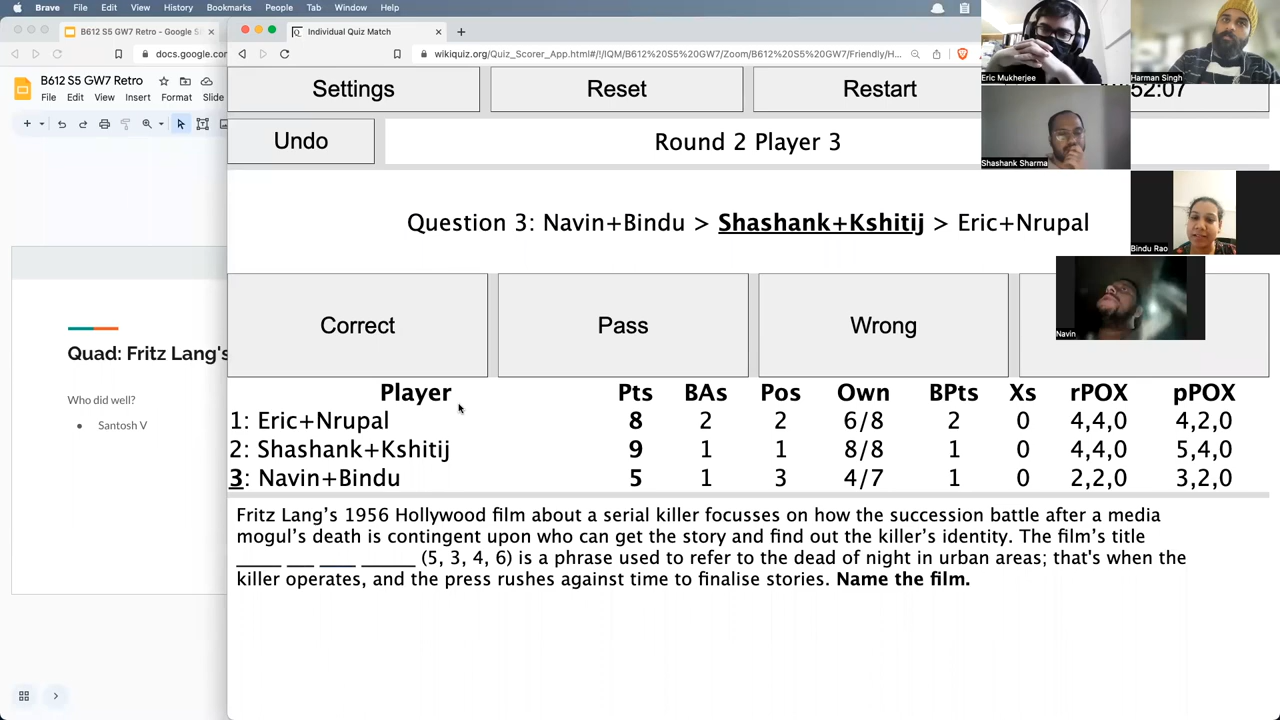 Brave File Edit View History Bookmarks
B612 S5 GW7 Retro - Google S
Individual Quiz Match
docs.google.co
wikiquiz.org/Quiz_Scorer_App.html#/!/IQM/B612%20S5%20GW7/Zoom/B612%20S5%20GW7/Friendly/H...
B612 S5 GW7 Retro
File Edit View Insert Format Slide
Settings Reset Restart 52:07
Undo Round 2 Player 3
Question 3: Navin+Bindu > Shashank+Kshitij > Eric+Nrupal
Correct Pass Wrong
Player Pts BAs Pos Own BPts Xs rPOX pPOX
1: Eric+Nrupal 8 2 2 6/8 2 0 4,4,0 4,2,0
2: Shashank+Kshitij 9 1 1 8/8 1 0 4,4,0 5,4,0
3: Navin+Bindu 5 1 3 4/7 1 0 2,2,0 3,2,0
Fritz Lang’s 1956 Hollywood film about a serial killer focusses on how the succession battle after a media
mogul’s death is contingent upon who can get the story and find out the killer’s identity. The film’s title
_____ ___ ____ ______ (5, 3, 4, 6) is a phrase used to refer to the dead of night in urban areas; that's when the
killer operates, and the press rushes against time to finalise stories. Name the film.
Quad: Fritz Lang's
Who did well?
● Santosh V
Eric Mukherjee
Harman Singh
Shashank Sharma
Bindu Rao
Navin